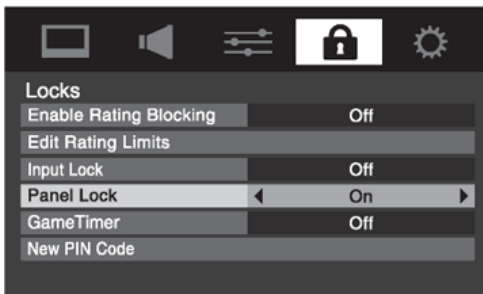 Locks
Enable Rating Blocking Off
Edit Rating Limits
Input Lock Off
Panel Lock On
GameTimer Off
New PIN Code